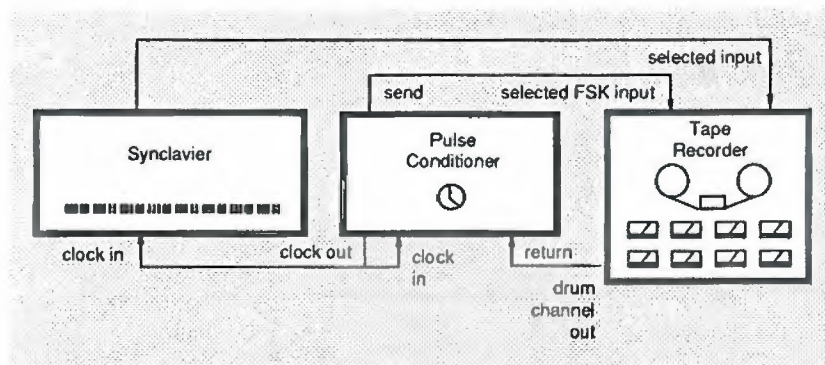 selected input
send
selected FSK input
Synclavier
Pulse
Conditioner
Tape
Recorder
clock in
clock out
clock
in
return
drum
channel
out